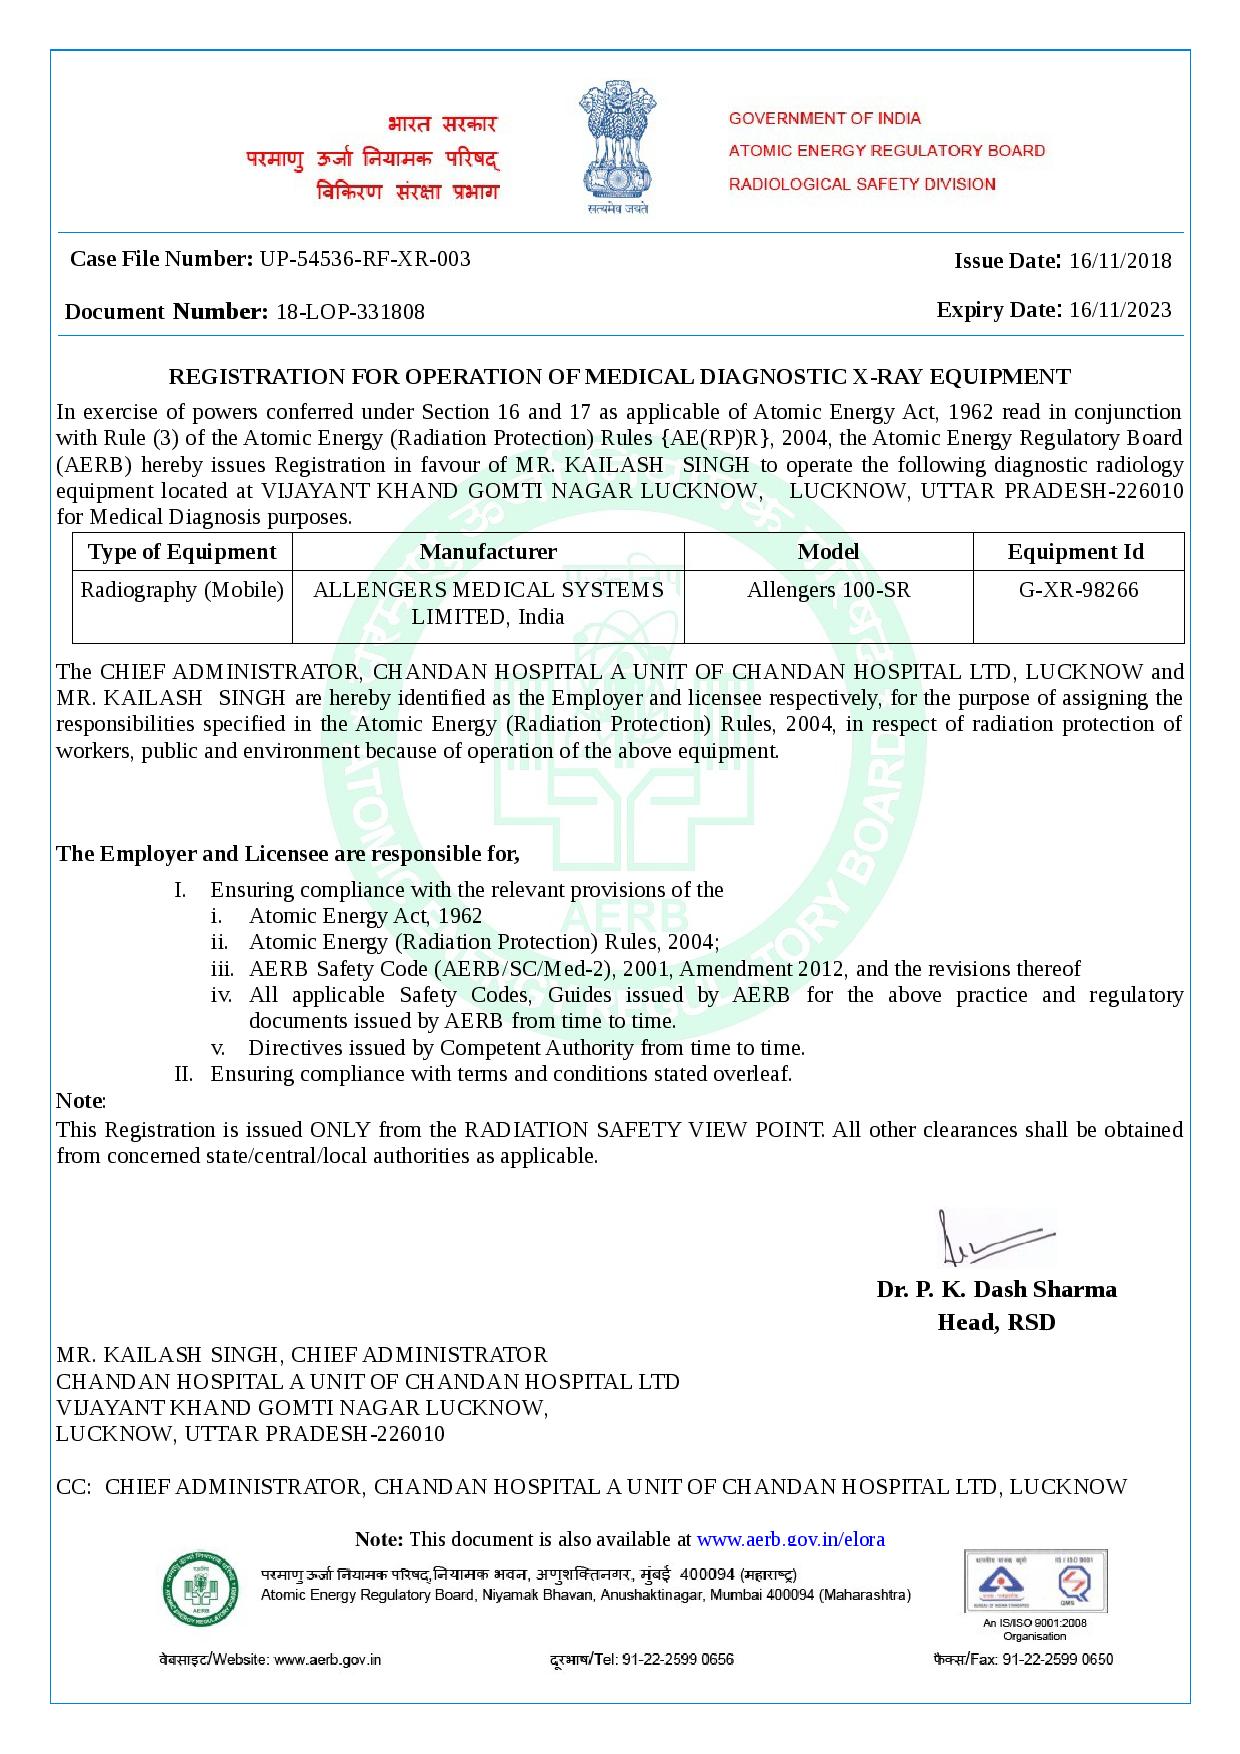 भारत सरकार
परमाणु ऊर्जा नियामक परिषद्
विकिरण संरक्षा प्रभाग
सत्यमेव जयते
GOVERNMENT OF INDIA
ATOMIC ENERGY REGULATORY BOARD
RADIOLOGICAL SAFETY DIVISION
Case File Number: UP-54536-RF-XR-003
Issue Date: 16/11/2018
Document Number: 18-LOP-331808
Expiry Date: 16/11/2023
REGISTRATION FOR OPERATION OF MEDICAL DIAGNOSTIC X-RAY EQUIPMENT
In exercise of powers conferred under Section 16 and 17 as applicable of Atomic Energy Act, 1962 read in conjunction
with Rule (3) of the Atomic Energy (Radiation Protection) Rules {AE(RP)R}, 2004, the Atomic Energy Regulatory Board
(AERB) hereby issues Registration in favour of MR. KAILASH SINGH to operate the following diagnostic radiology
equipment located at VIJAYANT KHAND GOMTI NAGAR LUCKNOW, LUCKNOW, UTTAR PRADESH-226010
for Medical Diagnosis purposes.
Type of Equipment Manufacturer Model Equipment Id
Radiography (Mobile) ALLENGERS MEDICAL SYSTEMS Allengers 100-SR G-XR-98266
LIMITED, India
The CHIEF ADMINISTRATOR, CHANDAN HOSPITAL A UNIT OF CHANDAN HOSPITAL LTD, LUCKNOW and
MR. KAILASH SINGH are hereby identified as the Employer and licensee respectively, for the purpose of assigning the
responsibilities specified in the Atomic Energy (Radiation Protection) Rules, 2004, in respect of radiation protection of
workers, public and environment because of operation of the above equipment.
The Employer and Licensee are responsible for,
I. Ensuring compliance with the relevant provisions of the
i. Atomic Energy Act, 1962
ii. Atomic Energy (Radiation Protection) Rules, 2004;
iii. AERB Safety Code (AERB/SC/Med-2), 2001, Amendment 2012, and the revisions thereof
iv. All applicable Safety Codes, Guides issued by AERB for the above practice and regulatory
documents issued by AERB from time to time.
v. Directives issued by Competent Authority from time to time.
II. Ensuring compliance with terms and conditions stated overleaf.
Note:
This Registration is issued ONLY from the RADIATION SAFETY VIEW POINT. All other clearances shall be obtained
from concerned state/central/local authorities as applicable.
AERB
ATOMIC ENERGY REGULATORY BOARD
Dr. P. K. Dash Sharma
Head, RSD
MR. KAILASH SINGH, CHIEF ADMINISTRATOR
CHANDAN HOSPITAL A UNIT OF CHANDAN HOSPITAL LTD
VIJAYANT KHAND GOMTI NAGAR LUCKNOW,
LUCKNOW, UTTAR PRADESH-226010
CC: CHIEF ADMINISTRATOR, CHANDAN HOSPITAL A UNIT OF CHANDAN HOSPITAL LTD, LUCKNOW
Note: This document is also available at www.aerb.gov.in/elora
परमाणु ऊर्जा नियामक परिषद्,नियामक भवन, अणुशक्तिनगर, मुंबई 400094 (महाराष्ट्र)
Atomic Energy Regulatory Board, Niyamak Bhavan, Anushaktinagar, Mumbai 400094 (Maharashtra)
AERB
IS / ISO 9001
QMS
An IS/ISO 9001:2008
Organisation
वेबसाइट/Website: www.aerb.gov.in
दूरभाष/Tel: 91-22-2599 0656
फैक्स/Fax: 91-22-2599 0650